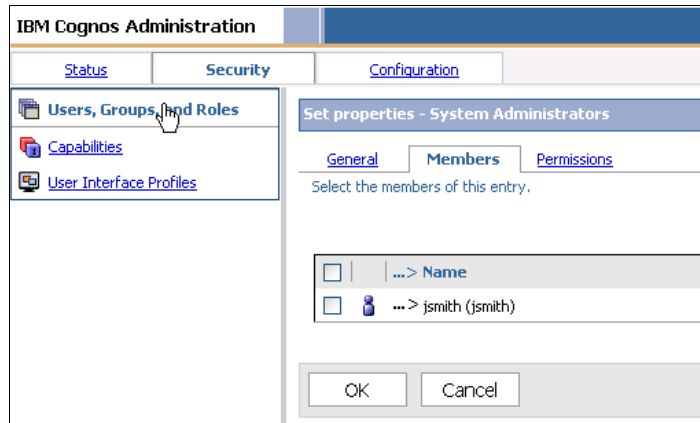 IBM Cognos Administration
Status Security Configuration
Users, Groups, and Roles
Capabilities
User Interface Profiles
Set properties - System Administrators
General Members Permissions
Select the members of this entry.
...> Name
...> jsmith (jsmith)
OK Cancel